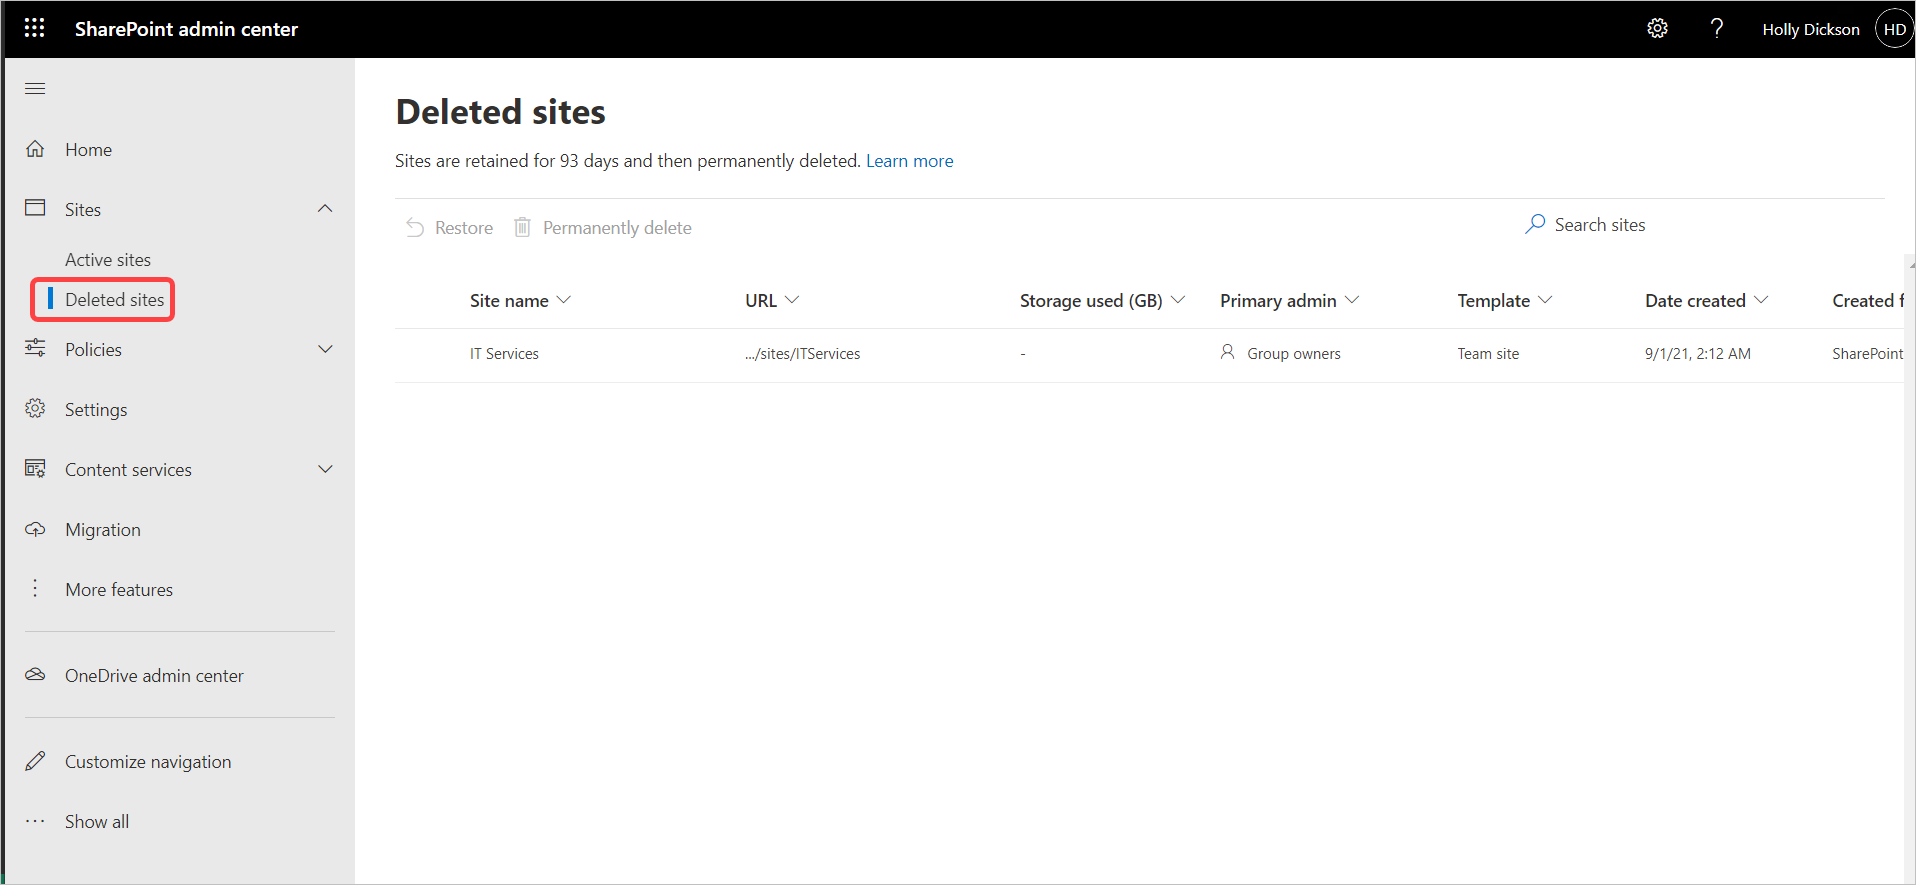 SharePoint admin center
? Holly Dickson HD
Home
Sites
Active sites
Deleted sites
Policies
Settings
Content services
Migration
More features
OneDrive admin center
Customize navigation
Show all
Deleted sites
Sites are retained for 93 days and then permanently deleted. Learn more
Restore Permanently delete Search sites
Site name URL Storage used (GB) Primary admin Template Date created Created f
IT Services .../sites/ITServices - Group owners Team site 9/1/21, 2:12 AM SharePoint